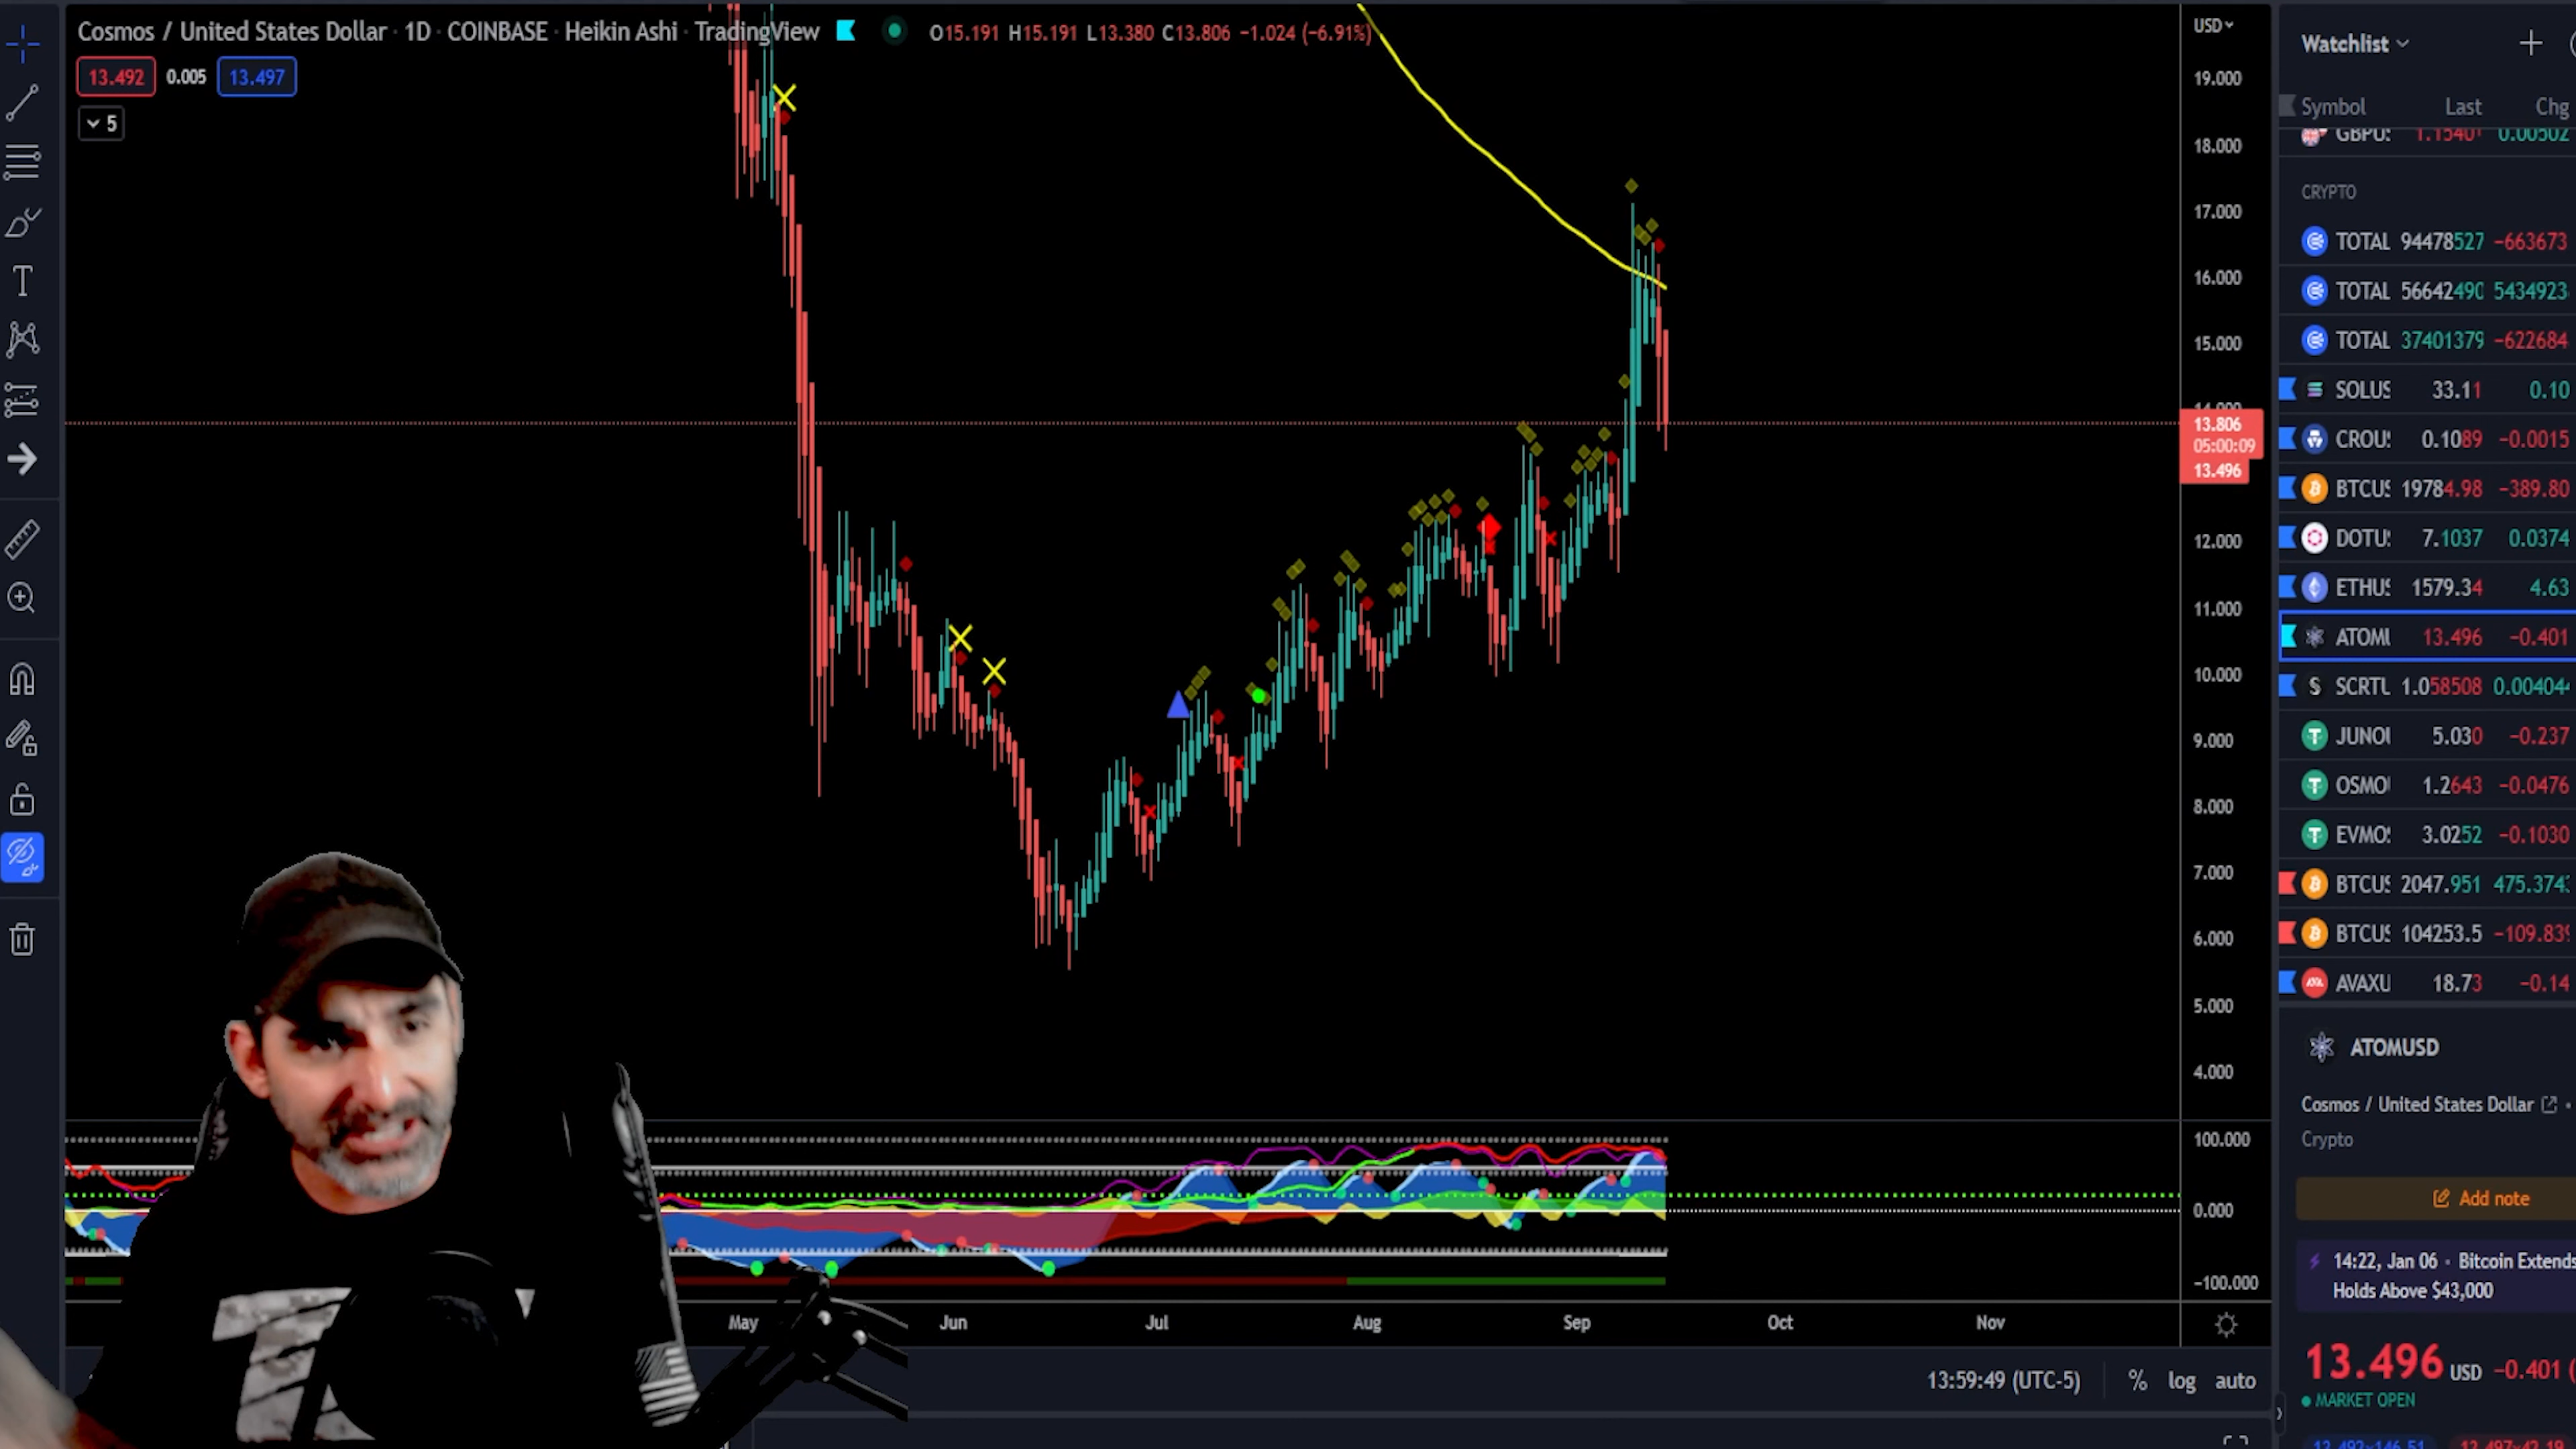 Cosmos / United States Dollar · 1D · COINBASE · Heikin Ashi · TradingView O15.191 H15.191 L13.380 C13.806 −1.024 (−6.91%)
13.492 0.005 13.497
5
USD
19.000
18.000
17.000
16.000
15.000
13.806
05:00:09
13.496
12.000
11.000
10.000
9.000
8.000
7.000
6.000
5.000
4.000
100.000
0.000
−100.000
May Jun Jul Aug Sep Oct Nov
13:59:49 (UTC-5) % log auto
Watchlist
Symbol Last Chg
CRYPTO
TOTAL 94478527 −663673
TOTAL 56642490 5434923
TOTAL 37401379 −622684
SOLUS 33.11 0.10
CROU 0.1089 −0.0015
BTCUS 19784.98 −389.80
DOTU 7.1037 0.0374
ETHUS 1579.34 4.63
ATOM 13.496 −0.401
SCRTU 1.058508 0.004044
JUNO 5.030 −0.237
OSMO 1.2643 −0.0476
EVMO 3.0252 −0.1030
BTCUS 2047.951 475.374
BTCUS 104253.5 −109.839
AVAXU 18.73 −0.14
ATOMUSD
Cosmos / United States Dollar
Crypto
Add note
14:22, Jan 06 · Bitcoin Extends
Holds Above $43,000
13.496 USD −0.401 (
MARKET OPEN